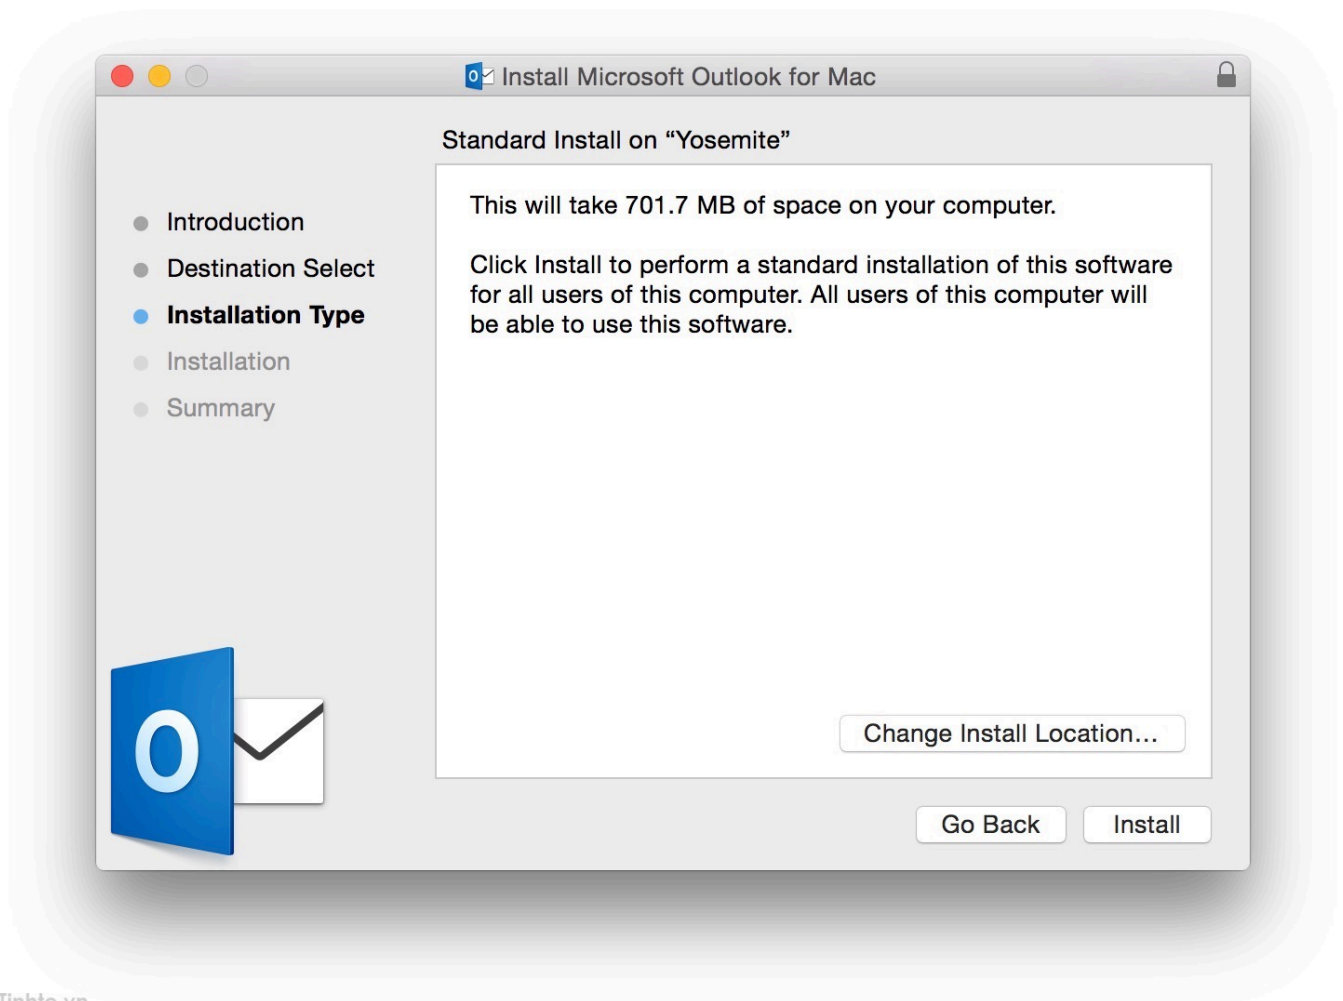 Install Microsoft Outlook for Mac
Standard Install on “Yosemite”
Introduction
Destination Select
Installation Type
Installation
Summary
This will take 701.7 MB of space on your computer.
Click Install to perform a standard installation of this software
for all users of this computer. All users of this computer will
be able to use this software.
Change Install Location...
Go Back
Install